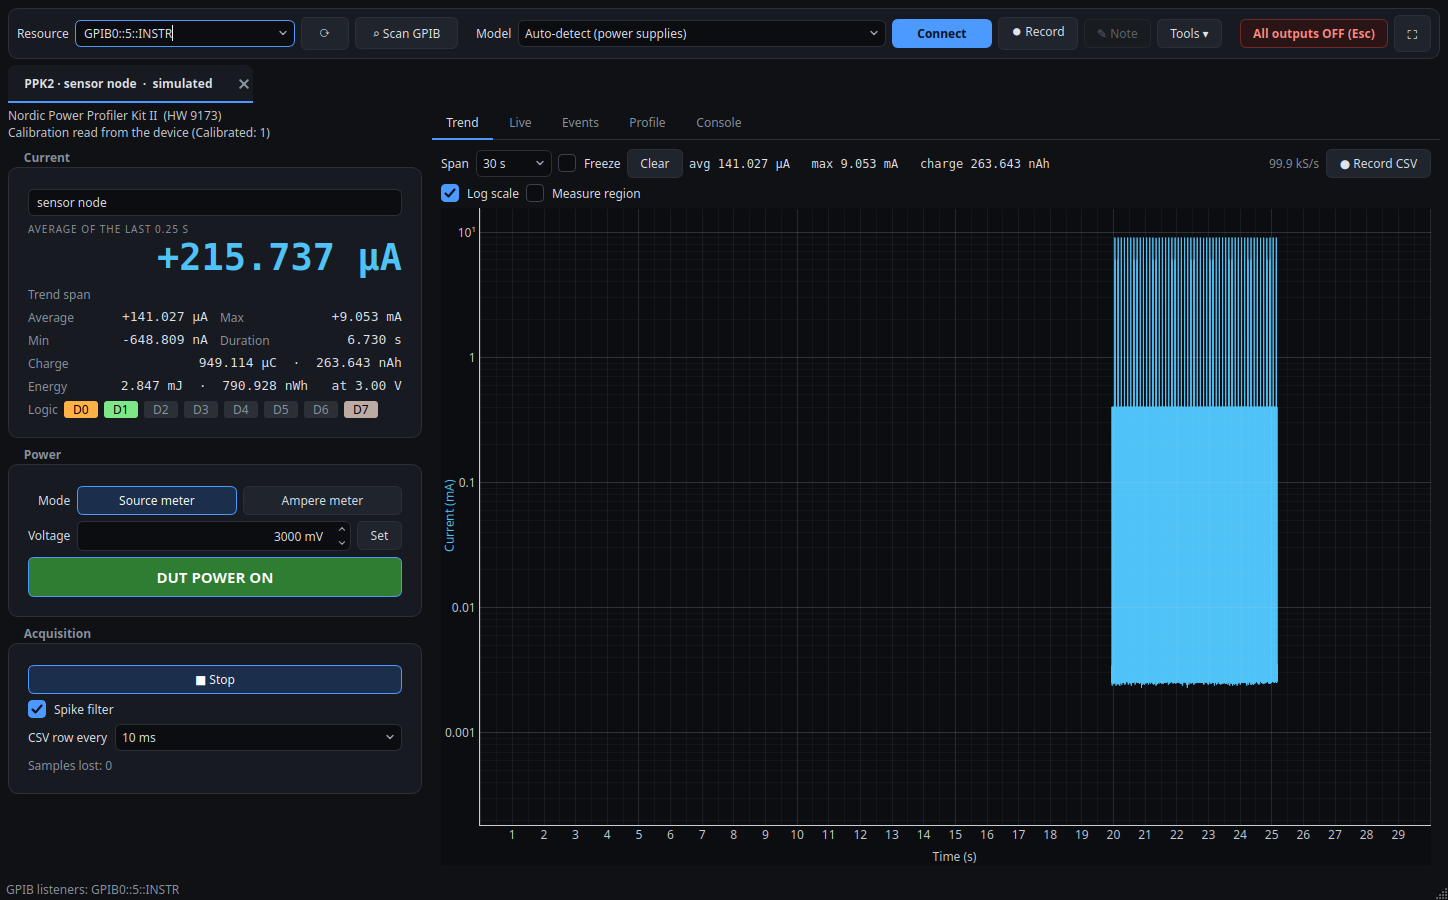 Resource GPIB0::5::INSTR ⟳ ⌕ Scan GPIB Model Auto-detect (power supplies) Connect ● Record ✎ Note Tools ▾ All outputs OFF (Esc) ⛶
PPK2 · sensor node · simulated ✕
Nordic Power Profiler Kit II (HW 9173)
Calibration read from the device (Calibrated: 1)
Current
sensor node
AVERAGE OF THE LAST 0.25 S
+215.737 µA
Trend span
Average +141.027 µA Max +9.053 mA
Min -648.809 nA Duration 6.730 s
Charge 949.114 µC · 263.643 nAh
Energy 2.847 mJ · 790.928 nWh at 3.00 V
Logic D0 D1 D2 D3 D4 D5 D6 D7
Power
Mode Source meter Ampere meter
Voltage 3000 mV Set
DUT POWER ON
Acquisition
■ Stop
Spike filter
CSV row every 10 ms
Samples lost: 0
Trend Live Events Profile Console
Span 30 s Freeze Clear avg 141.027 µA max 9.053 mA charge 263.643 nAh 99.9 kS/s ● Record CSV
Log scale Measure region
10¹
1
0.1
0.01
0.001
Current (mA)
1 2 3 4 5 6 7 8 9 10 11 12 13 14 15 16 17 18 19 20 21 22 23 24 25 26 27 28 29
Time (s)
GPIB listeners: GPIB0::5::INSTR